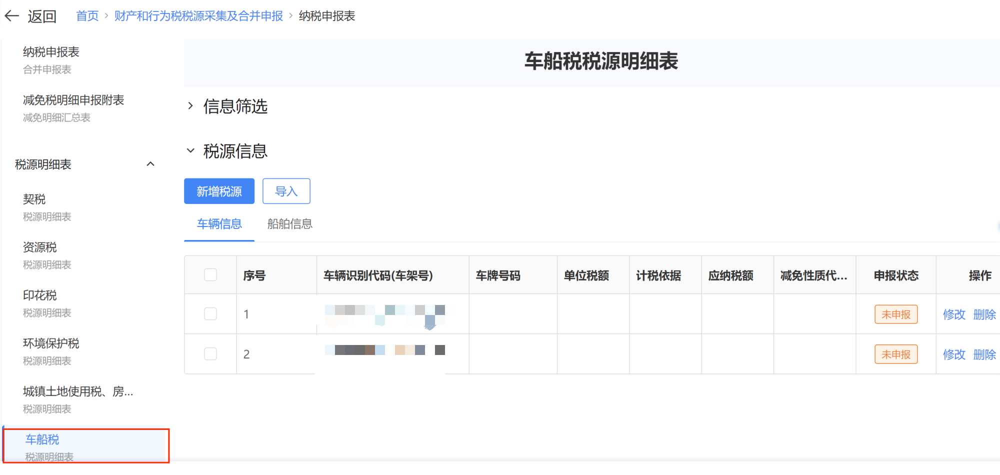 返回 首页 > 财产和行为税税源采集及合并申报 > 纳税申报表
纳税申报表
合并申报表
减免税明细申报附表
减免明细汇总表
税源明细表
契税
税源明细表
资源税
税源明细表
印花税
税源明细表
环境保护税
税源明细表
城镇土地使用税、房...
税源明细表
车船税
税源明细表
车船税税源明细表
信息筛选
税源信息
新增税源 导入
车辆信息 船舶信息
序号 车辆识别代码(车架号) 车牌号码 单位税额 计税依据 应纳税额 减免性质代... 申报状态 操作
1 未申报 修改 删除
2 未申报 修改 删除